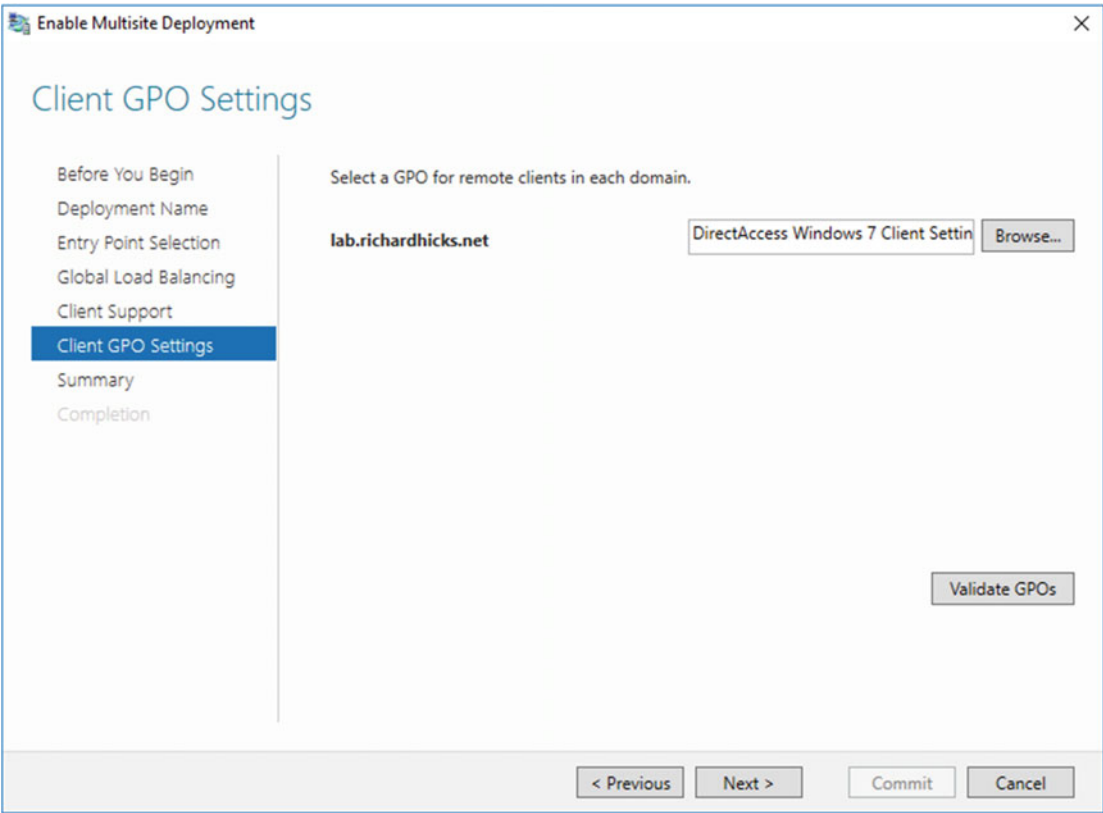 Enable Multisite Deployment
Client GPO Settings
Before You Begin
Deployment Name
Entry Point Selection
Global Load Balancing
Client Support
Client GPO Settings
Summary
Completion
Select a GPO for remote clients in each domain.
lab.richardhicks.net DirectAccess Windows 7 Client Settin Browse...
Validate GPOs
< Previous Next > Commit Cancel